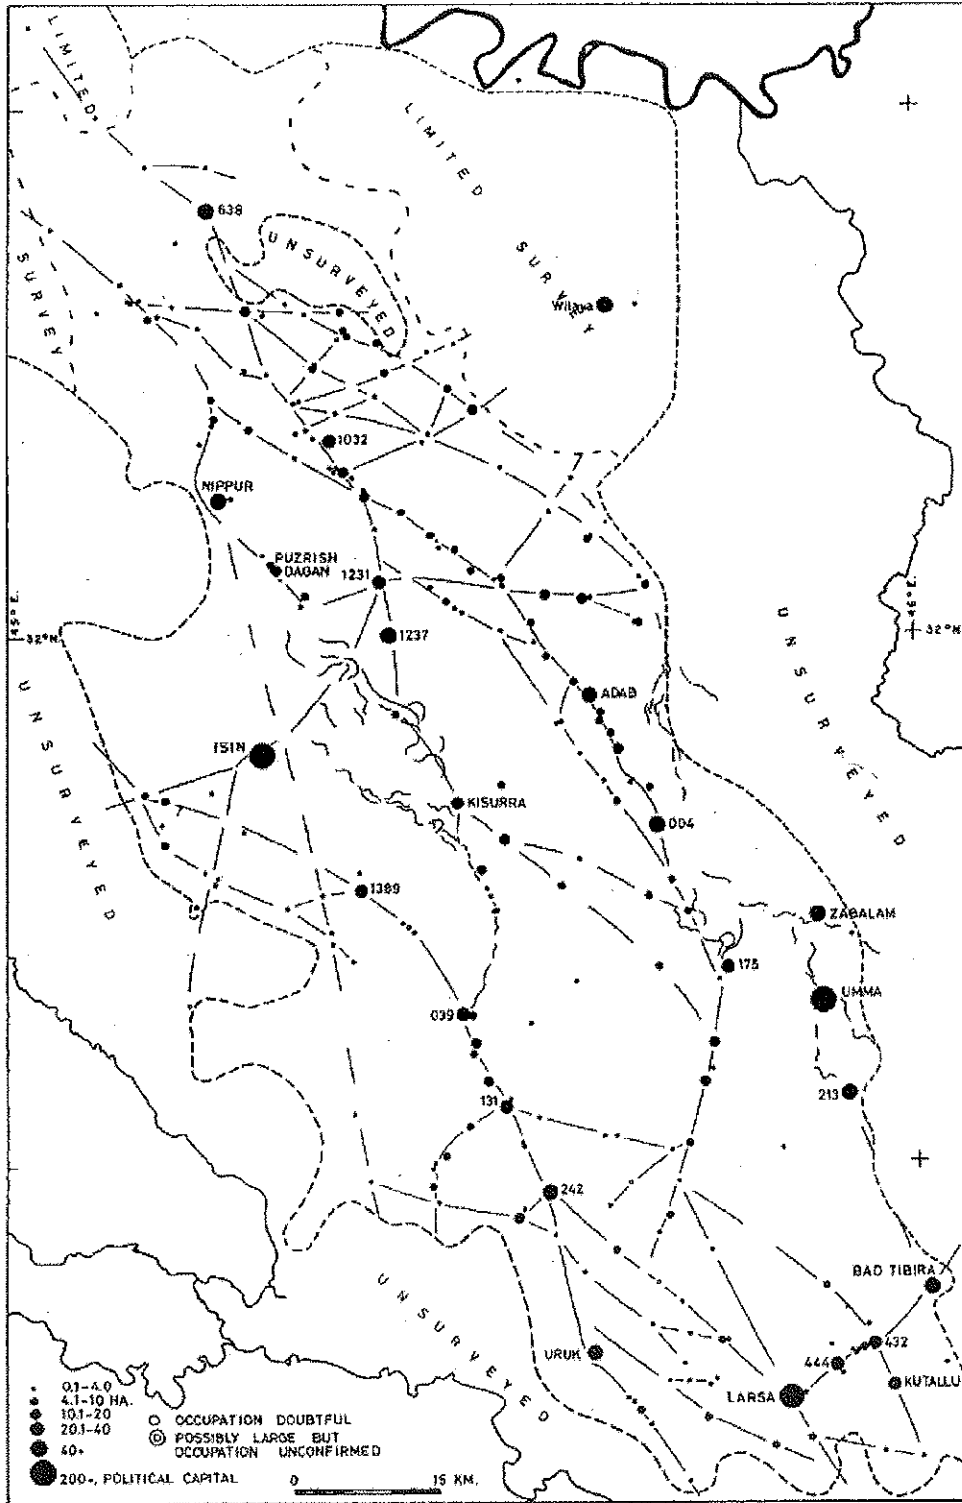 LIMITED
SURVEY
LIMITED
SURVEY
638
UNSURVEYED
Wilaya
1032
NIPPUR
PUZRISH
DAGAN
1231
1237
45° E.
32° N.
46° E.
32° N.
UNSURVEYED
UNSURVEYED
ADAB
ISIN
KISURRA
004
1389
ZABALAM
175
UMMA
039
213
131
242
BAD TIBIRA
UNSURVEYED
URUK
432
444
KUTALLU
LARSA
0.1-4.0
4.1-10 HA.
10.1-20
20.1-40
40+
200+, POLITICAL CAPITAL
OCCUPATION DOUBTFUL
POSSIBLY LARGE BUT
OCCUPATION UNCONFIRMED
0 15 KM.